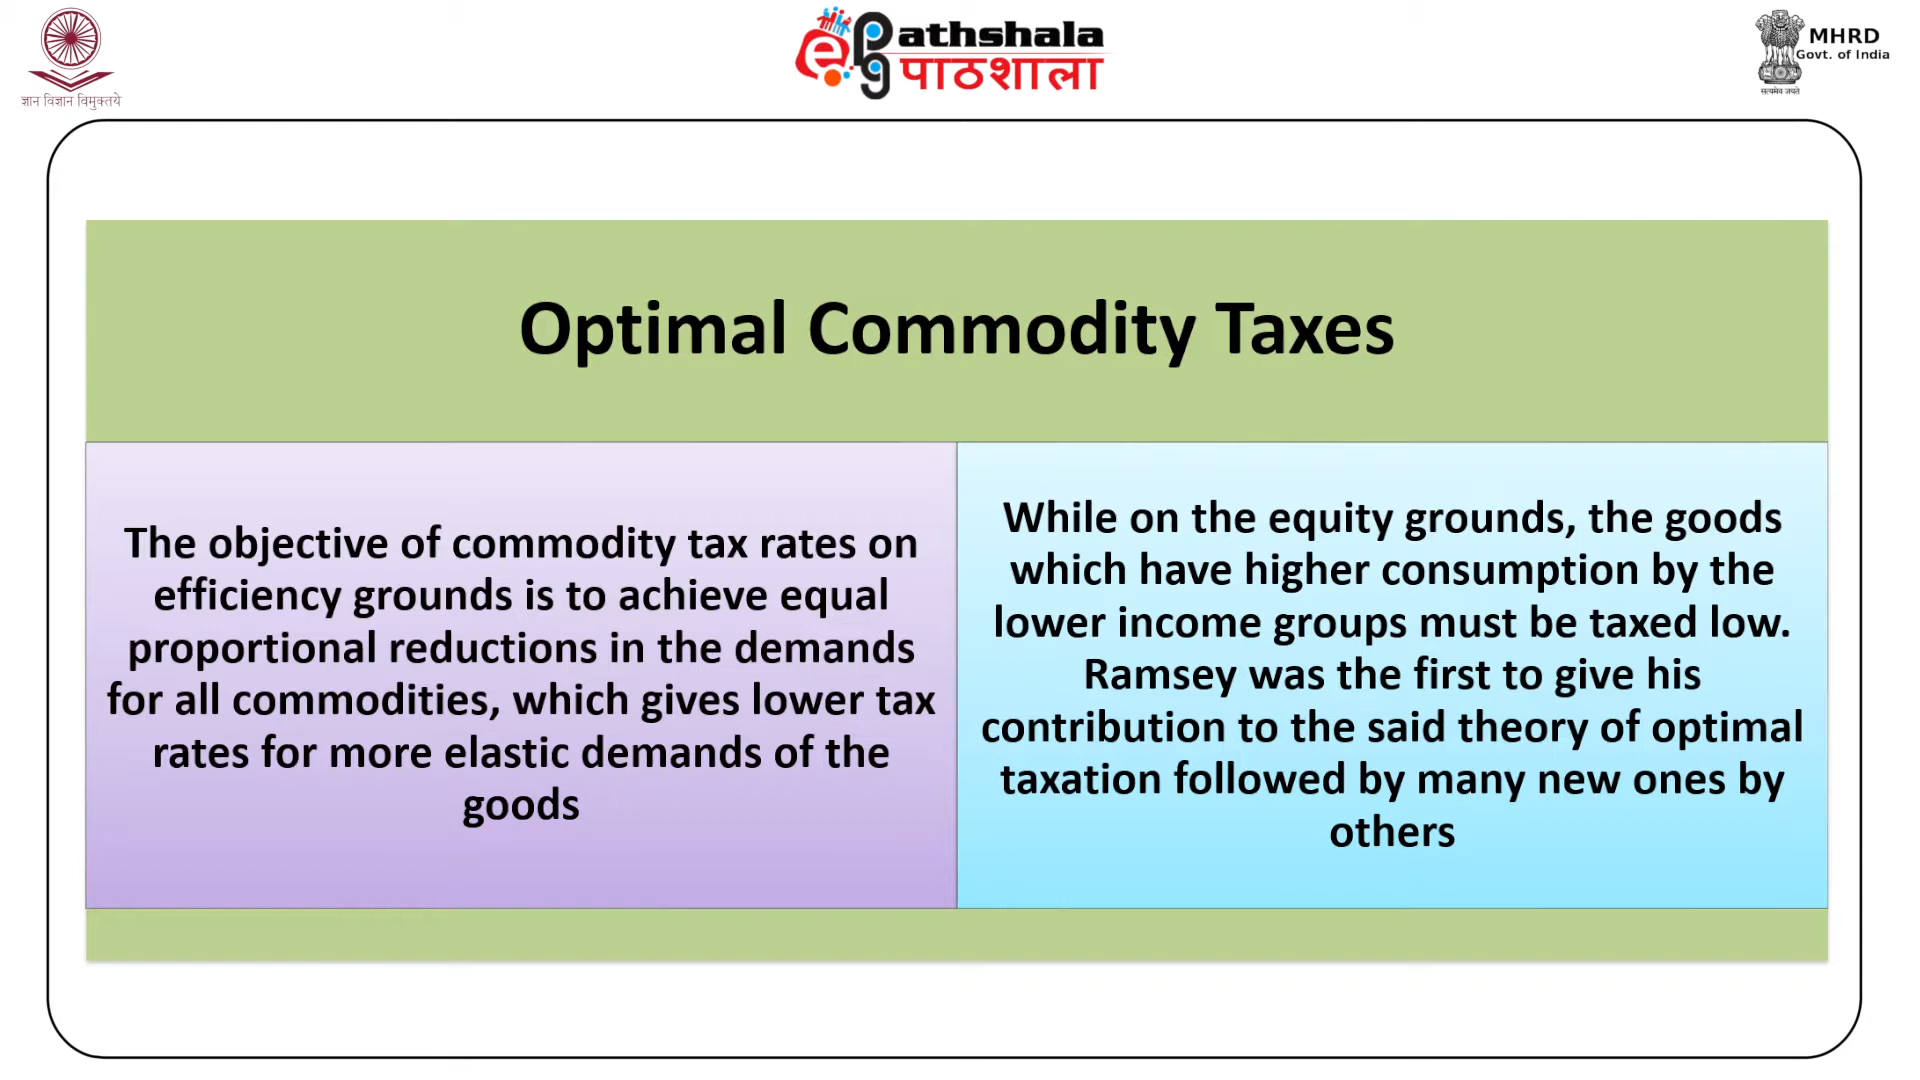 ज्ञान विज्ञान विमुक्तये
ePG
athshala
पाठशाला
MHRD
Govt. of India
सत्यमेव जयते
Optimal Commodity Taxes
The objective of commodity tax rates on
efficiency grounds is to achieve equal
proportional reductions in the demands
for all commodities, which gives lower tax
rates for more elastic demands of the
goods
While on the equity grounds, the goods
which have higher consumption by the
lower income groups must be taxed low.
Ramsey was the first to give his
contribution to the said theory of optimal
taxation followed by many new ones by
others